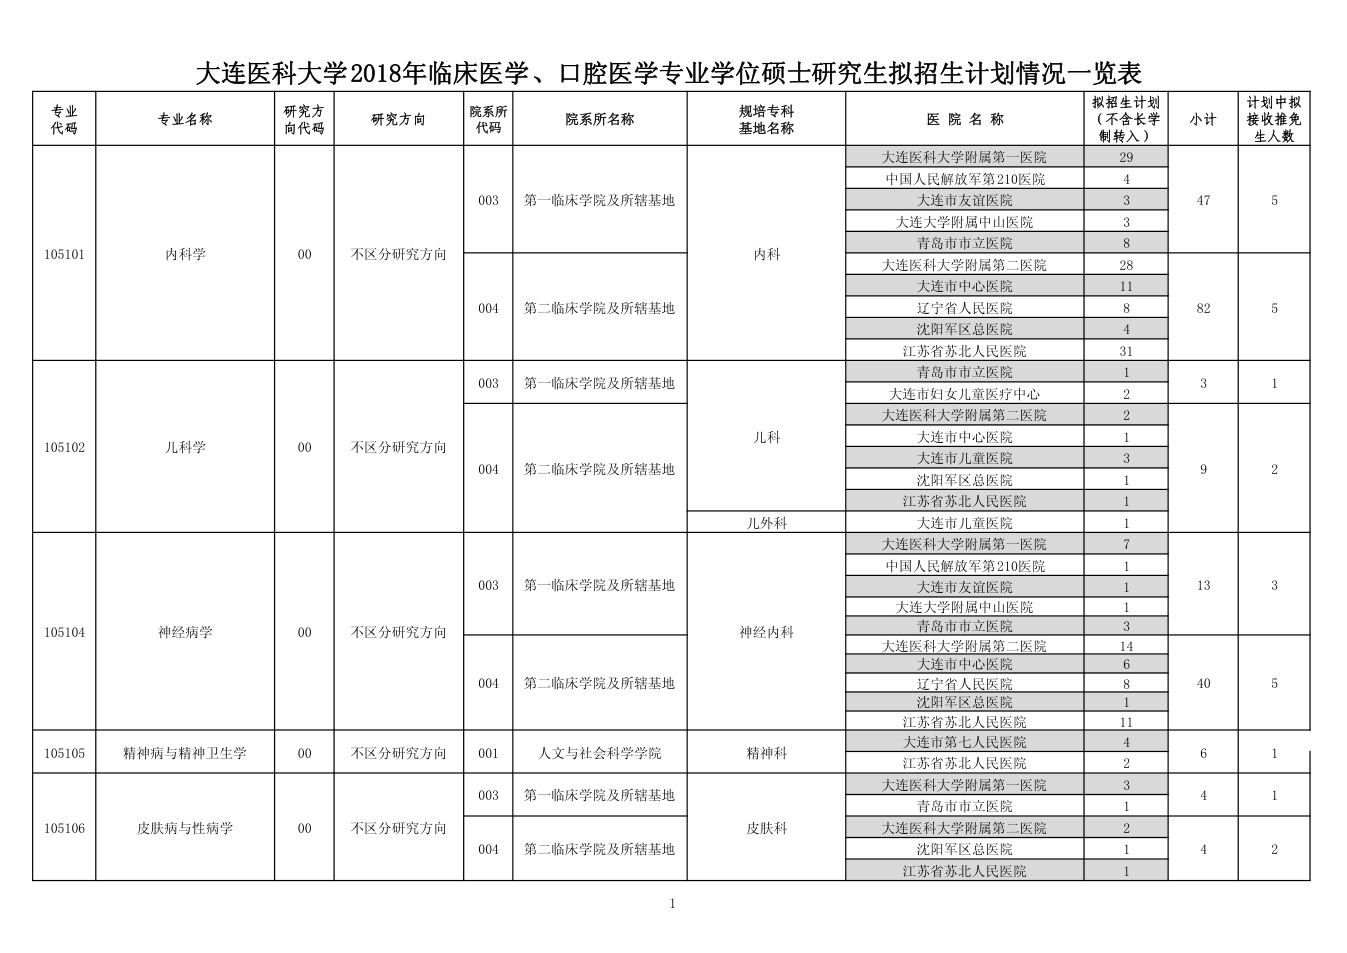 大连医科大学2018年临床医学、口腔医学专业学位硕士研究生拟招生计划情况一览表
专业代码 专业名称 研究方向代码 研究方向 院系所代码 院系所名称 规培专科基地名称 医 院 名 称 拟招生计划（不含长学制转入） 小计 计划中拟接收推免生人数
105101 内科学 00 不区分研究方向 003 第一临床学院及所辖基地 内科 大连医科大学附属第一医院 29 47 5
中国人民解放军第210医院 4
大连市友谊医院 3
大连大学附属中山医院 3
青岛市市立医院 8
004 第二临床学院及所辖基地 大连医科大学附属第二医院 28 82 5
大连市中心医院 11
辽宁省人民医院 8
沈阳军区总医院 4
江苏省苏北人民医院 31
105102 儿科学 00 不区分研究方向 003 第一临床学院及所辖基地 儿科 青岛市市立医院 1 3 1
大连市妇女儿童医疗中心 2
004 第二临床学院及所辖基地 大连医科大学附属第二医院 2 9 2
大连市中心医院 1
大连市儿童医院 3
沈阳军区总医院 1
江苏省苏北人民医院 1
儿外科 大连市儿童医院 1
105104 神经病学 00 不区分研究方向 003 第一临床学院及所辖基地 神经内科 大连医科大学附属第一医院 7 13 3
中国人民解放军第210医院 1
大连市友谊医院 1
大连大学附属中山医院 1
青岛市市立医院 3
004 第二临床学院及所辖基地 大连医科大学附属第二医院 14 40 5
大连市中心医院 6
辽宁省人民医院 8
沈阳军区总医院 1
江苏省苏北人民医院 11
105105 精神病与精神卫生学 00 不区分研究方向 001 人文与社会科学学院 精神科 大连市第七人民医院 4 6 1
江苏省苏北人民医院 2
105106 皮肤病与性病学 00 不区分研究方向 003 第一临床学院及所辖基地 皮肤科 大连医科大学附属第一医院 3 4 1
青岛市市立医院 1
004 第二临床学院及所辖基地 大连医科大学附属第二医院 2 4 2
沈阳军区总医院 1
江苏省苏北人民医院 1
1